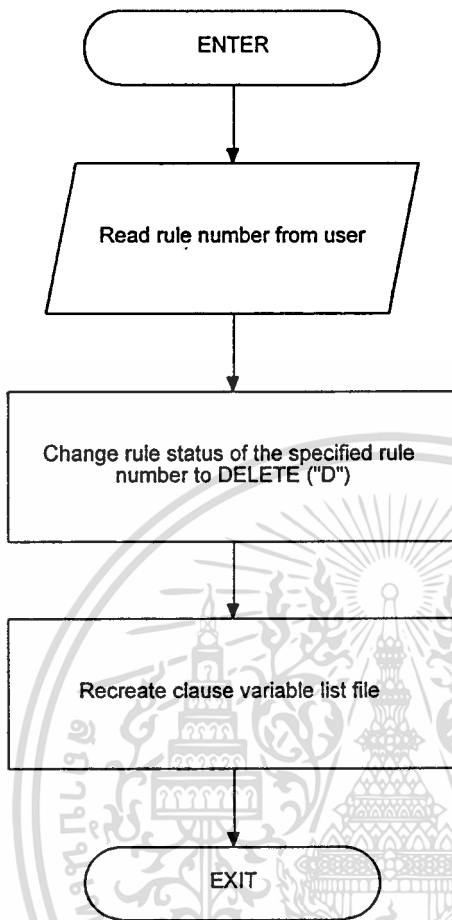 ENTER
Read rule number from user
Change rule status of the specified rule
number to DELETE ("D")
Recreate clause variable list file
EXIT